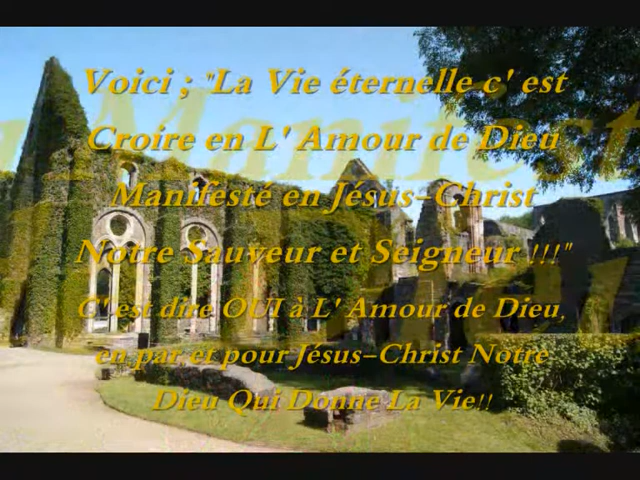 Voici ; "La Vie éternelle c' est
Croire en L' Amour de Dieu
Manifesté en Jésus-Christ
Notre Sauveur et Seigneur !!!"
C' est dire OUI à L' Amour de Dieu,
en par et pour Jésus-Christ Notre
Dieu Qui Donne La Vie!!